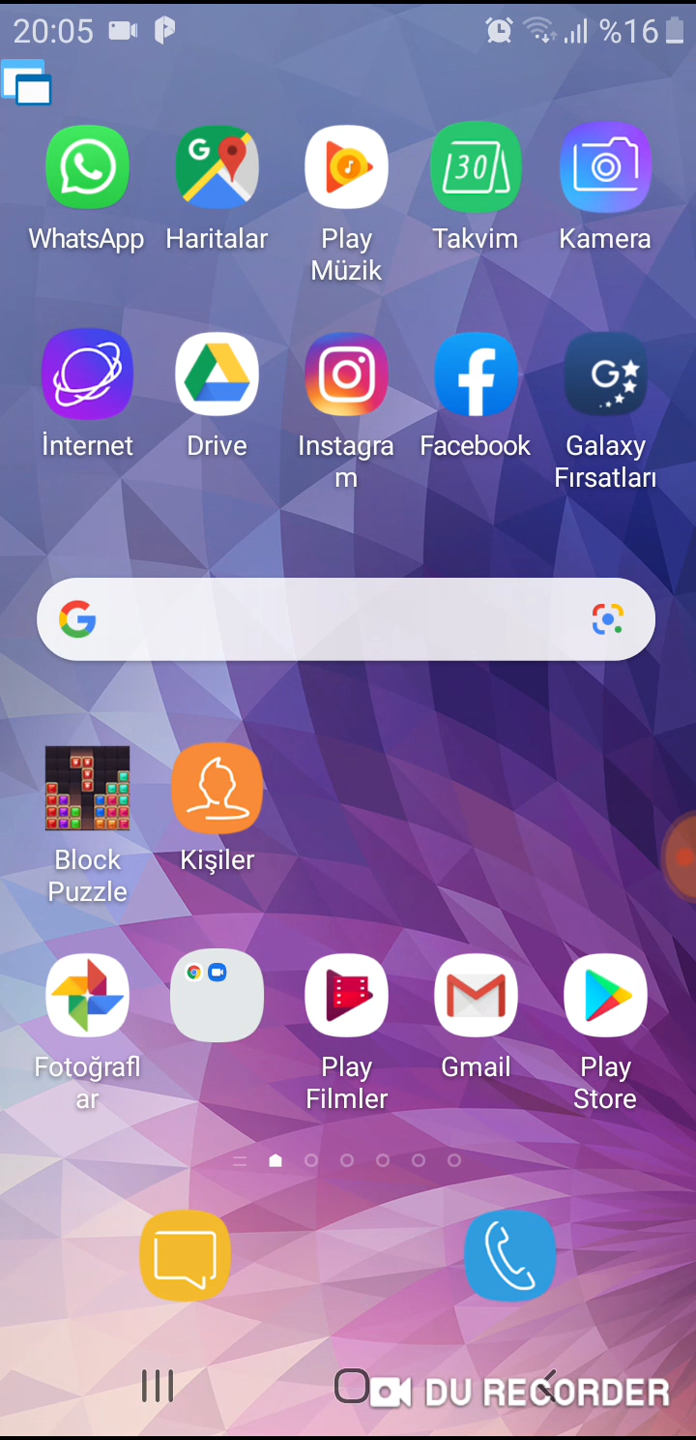 20:05 %16
WhatsApp Haritalar Play Müzik Takvim Kamera
30
İnternet Drive Instagra
m Facebook Galaxy
Fırsatları
G
Block
Puzzle Kişiler
Fotoğrafl
ar Play
Filmler Gmail Play
Store
DU RECORDER